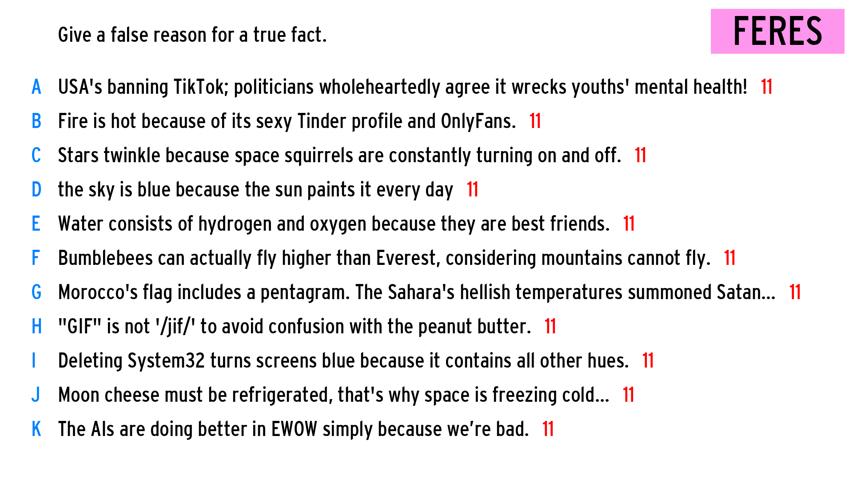 Give a false reason for a true fact.
FERES
A USA's banning TikTok; politicians wholeheartedly agree it wrecks youths' mental health! 11
B Fire is hot because of its sexy Tinder profile and OnlyFans. 11
C Stars twinkle because space squirrels are constantly turning on and off. 11
D the sky is blue because the sun paints it every day 11
E Water consists of hydrogen and oxygen because they are best friends. 11
F Bumblebees can actually fly higher than Everest, considering mountains cannot fly. 11
G Morocco's flag includes a pentagram. The Sahara's hellish temperatures summoned Satan... 11
H "GIF" is not '/jif/' to avoid confusion with the peanut butter. 11
I Deleting System32 turns screens blue because it contains all other hues. 11
J Moon cheese must be refrigerated, that's why space is freezing cold... 11
K The AIs are doing better in EWOW simply because we’re bad. 11